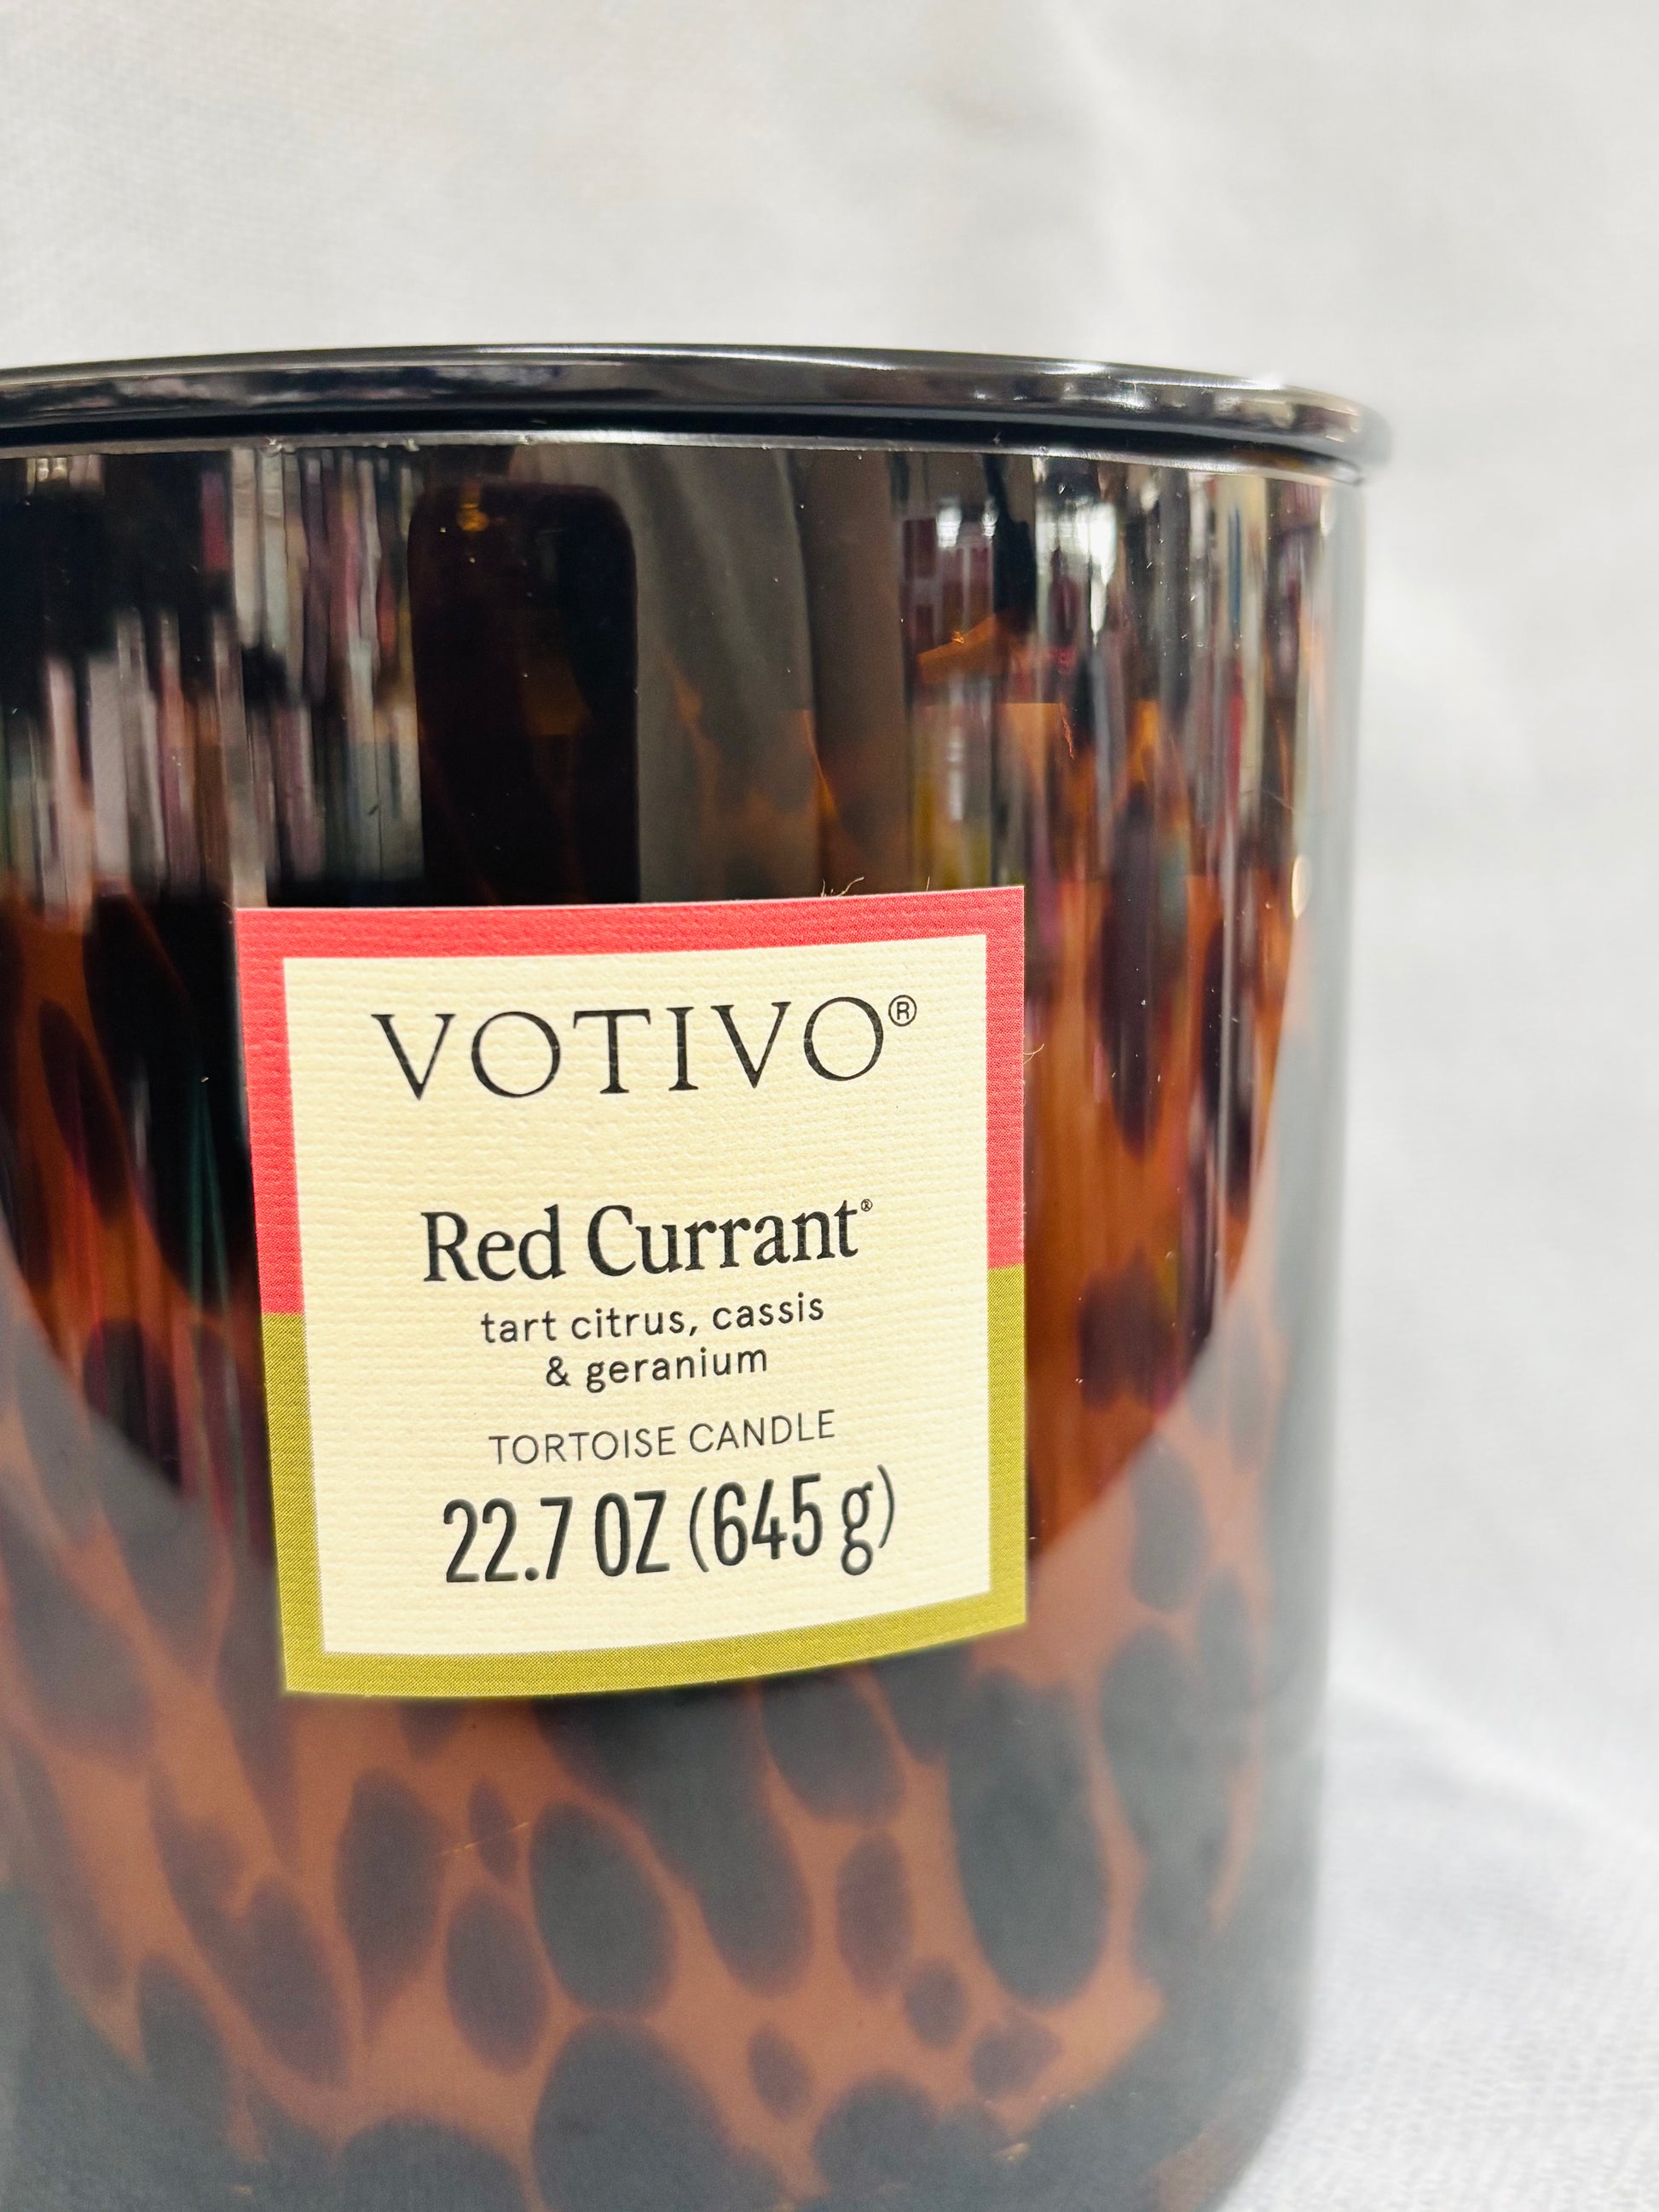 VOTIVO®
Red Currant®
tart citrus, cassis
& geranium
TORTOISE CANDLE
22.7 OZ (645 g)